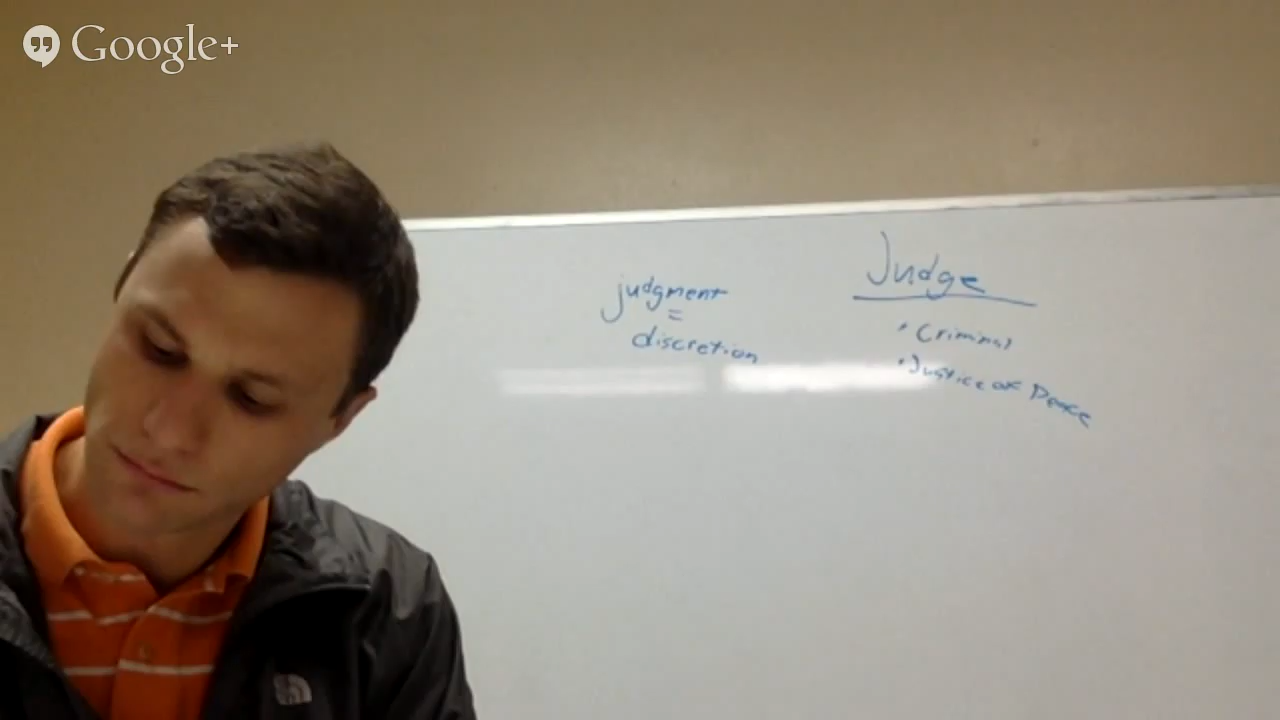 Google+
judgment
=
discretion
Judge
• Criminal
• Justice of Peace